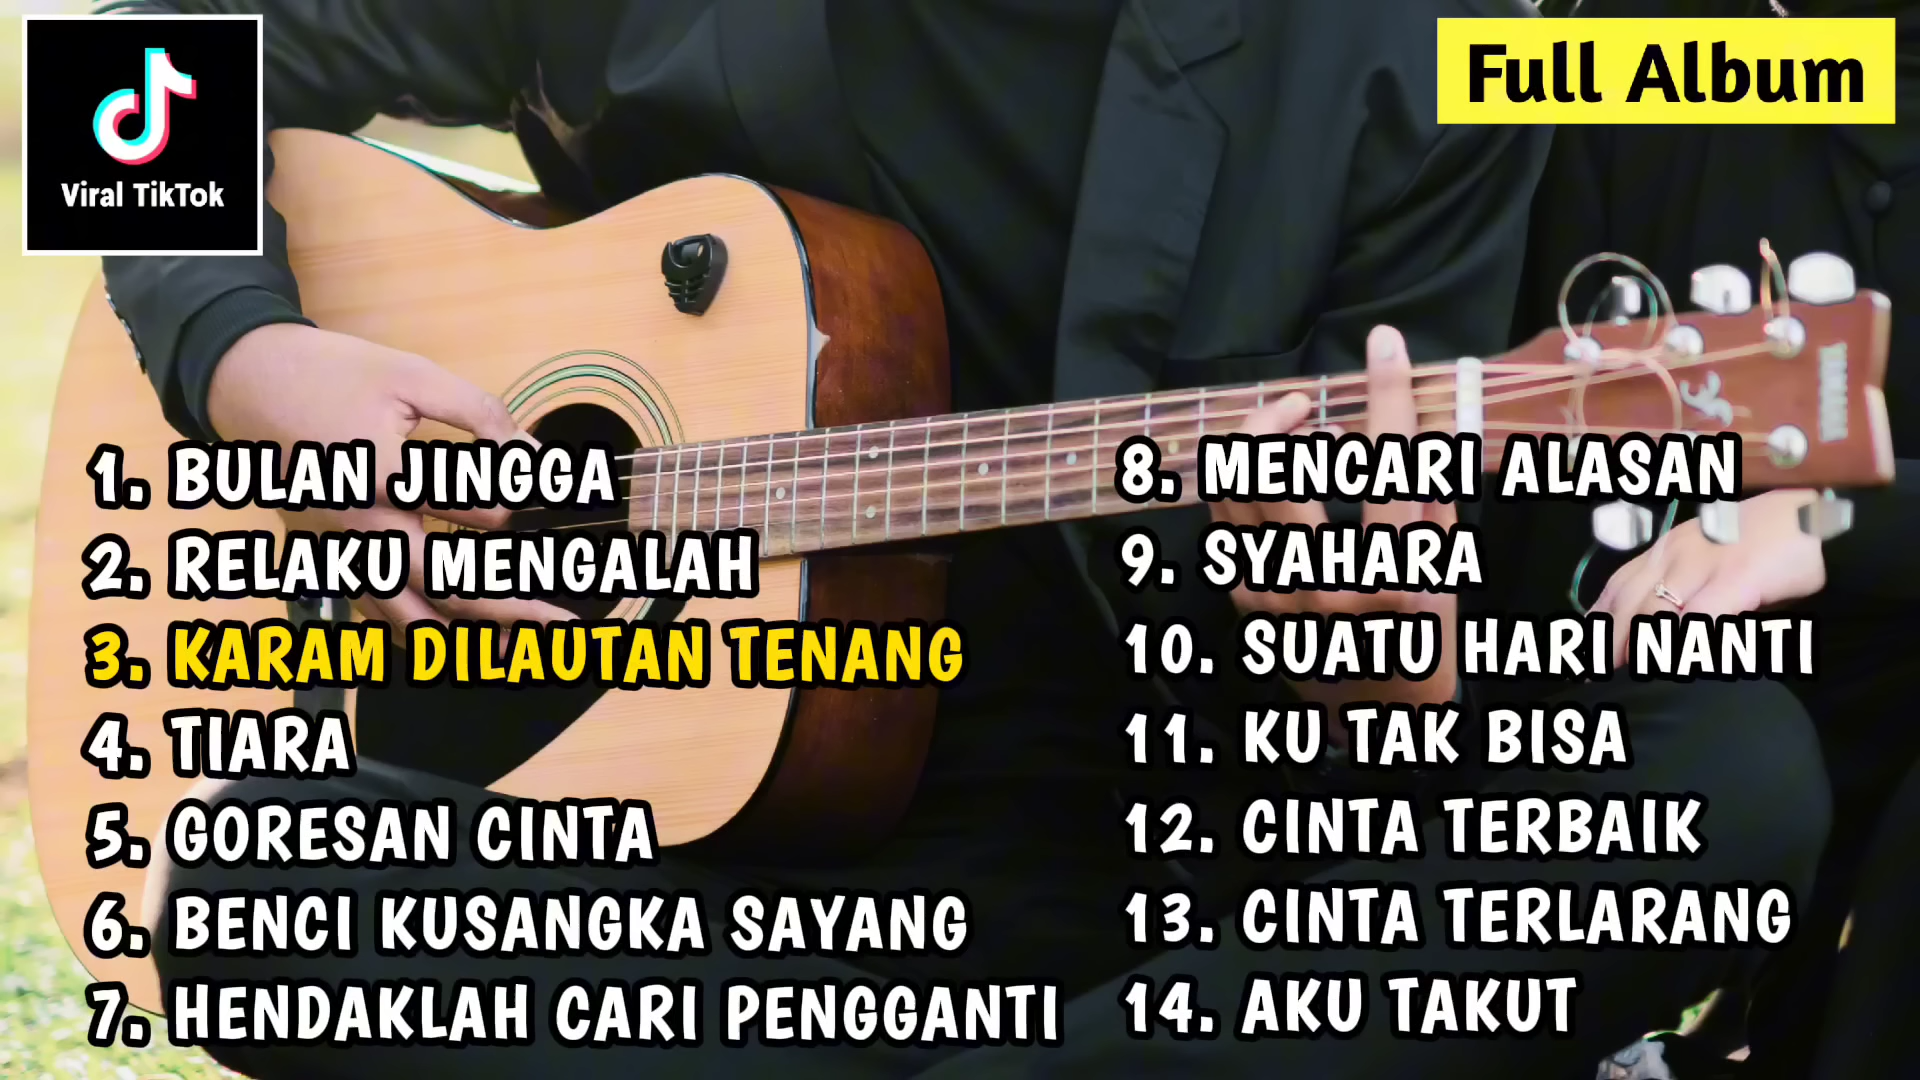 Viral TikTok
Full Album
1. BULAN JINGGA
2. RELAKU MENGALAH
3. KARAM DILAUTAN TENANG
4. TIARA
5. GORESAN CINTA
6. BENCI KUSANGKA SAYANG
7. HENDAKLAH CARI PENGGANTI
8. MENCARI ALASAN
9. SYAHARA
10. SUATU HARI NANTI
11. KU TAK BISA
12. CINTA TERBAIK
13. CINTA TERLARANG
14. AKU TAKUT
YAMAHA